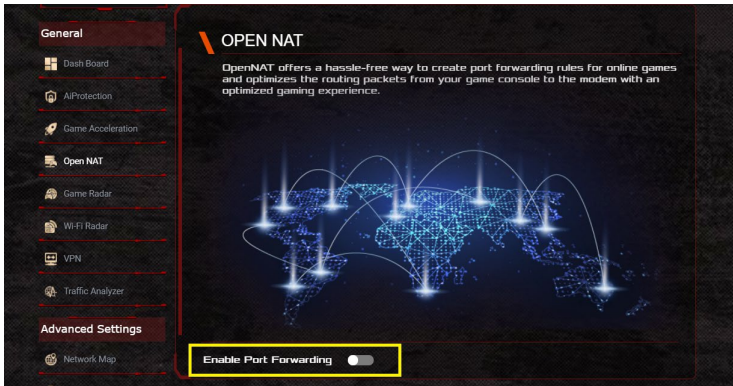 General
Dash Board
AiProtection
Game Acceleration
Open NAT
Game Radar
Wi-Fi Radar
VPN
Traffic Analyzer
Advanced Settings
Network Map
OPEN NAT
OpenNAT offers a hassle-free way to create port forwarding rules for online games
and optimizes the routing packets from your game console to the modem with an
optimized gaming experience.
Enable Port Forwarding